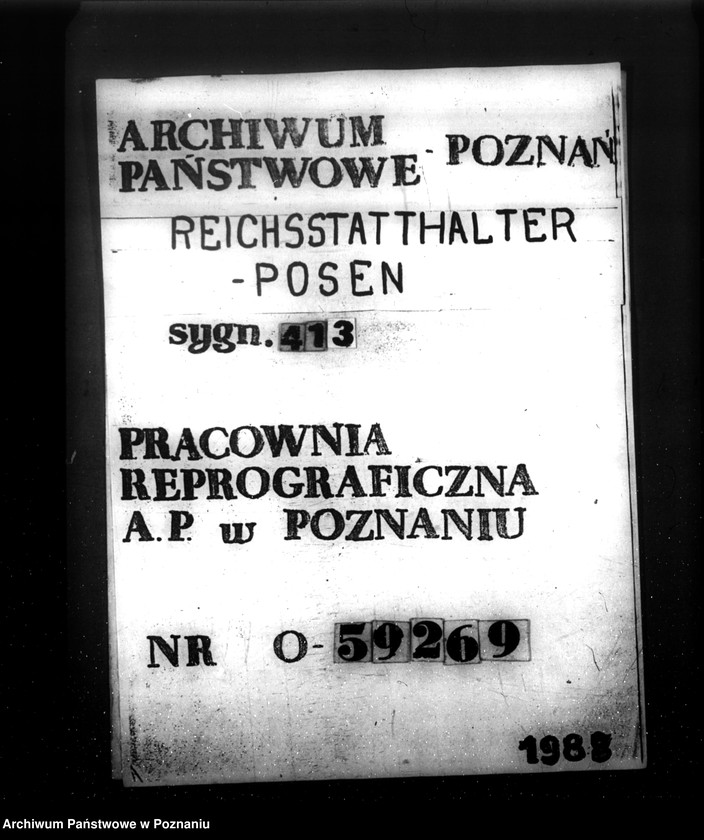 ARCHIWUM
PAŃSTWOWE - POZNAŃ
REICHSSTATTHALTER
-POSEN
sygn. 413
PRACOWNIA
REPROGRAFICZNA
A.P. w POZNANIU
NR O-59269
1988
Archiwum Państwowe w Poznaniu